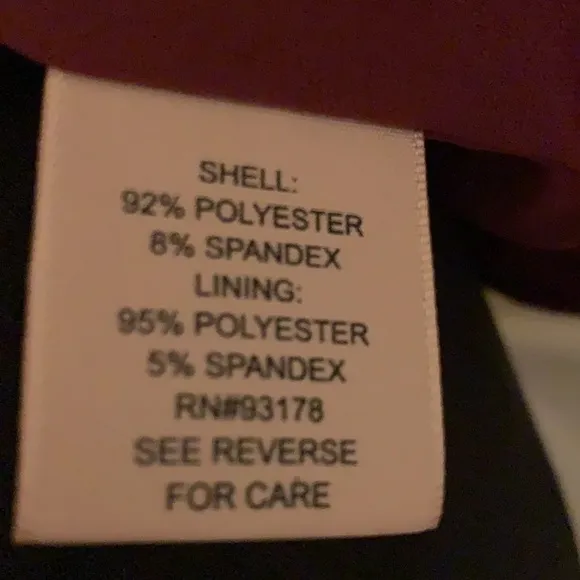 SHELL:
92% POLYESTER
8% SPANDEX
LINING:
95% POLYESTER
5% SPANDEX
RN#93178
SEE REVERSE
FOR CARE